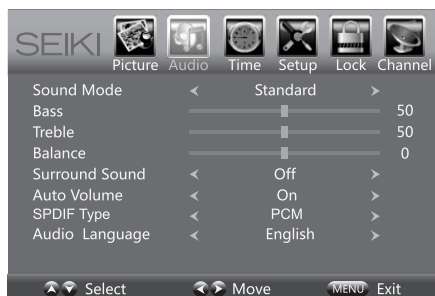 SEIKI
Picture Audio Time Setup Lock Channel
Sound Mode Standard
Bass 50
Treble 50
Balance 0
Surround Sound Off
Auto Volume On
SPDIF Type PCM
Audio Language English
Select Move MENU Exit